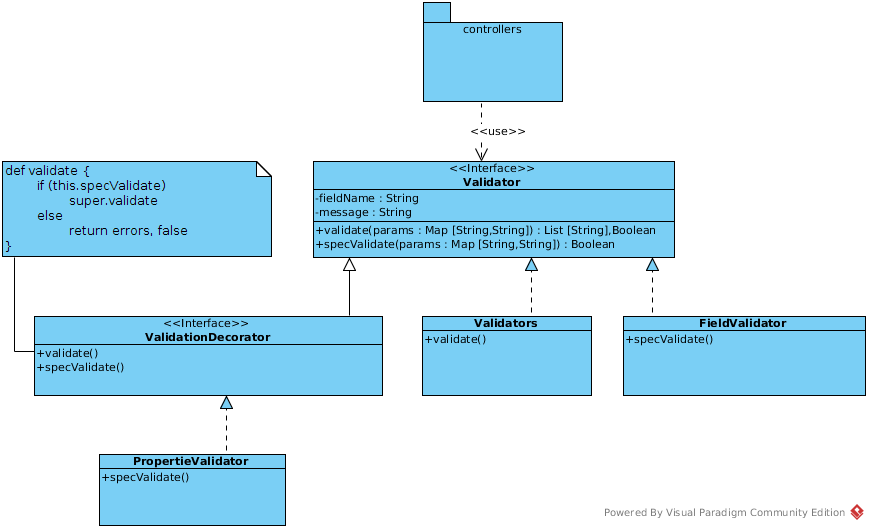 controllers
<<use>>
def validate {
if (this.specValidate)
super.validate
else
return errors, false
}
<<Interface>>
Validator
-fieldName : String
-message : String
+validate(params : Map [String,String]) : List [String],Boolean
+specValidate(params : Map [String,String]) : Boolean
<<Interface>>
ValidationDecorator
+validate()
+specValidate()
Validators
+validate()
FieldValidator
+specValidate()
PropertieValidator
+specValidate()
Powered By Visual Paradigm Community Edition